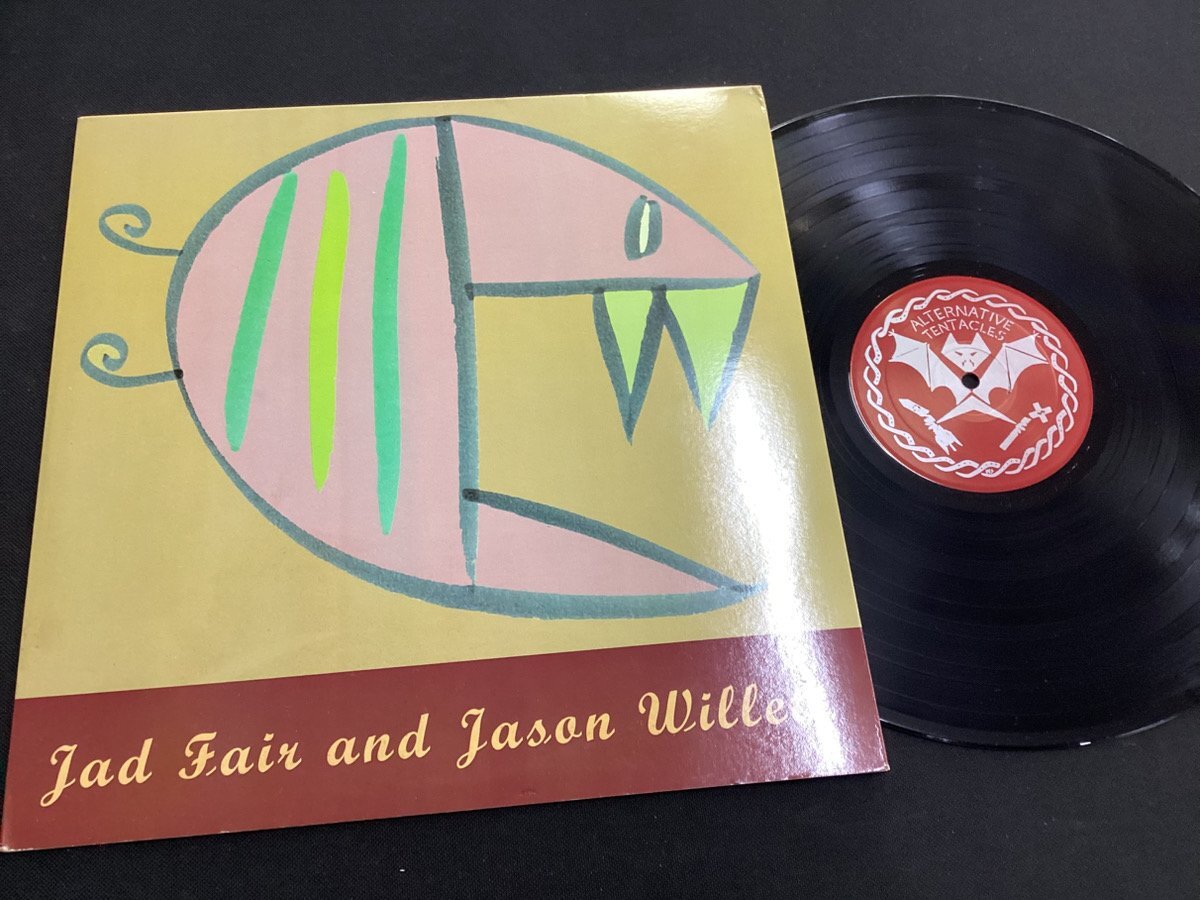 Jad Fair and Jason Wille
ALTERNATIVE
TENTACLES